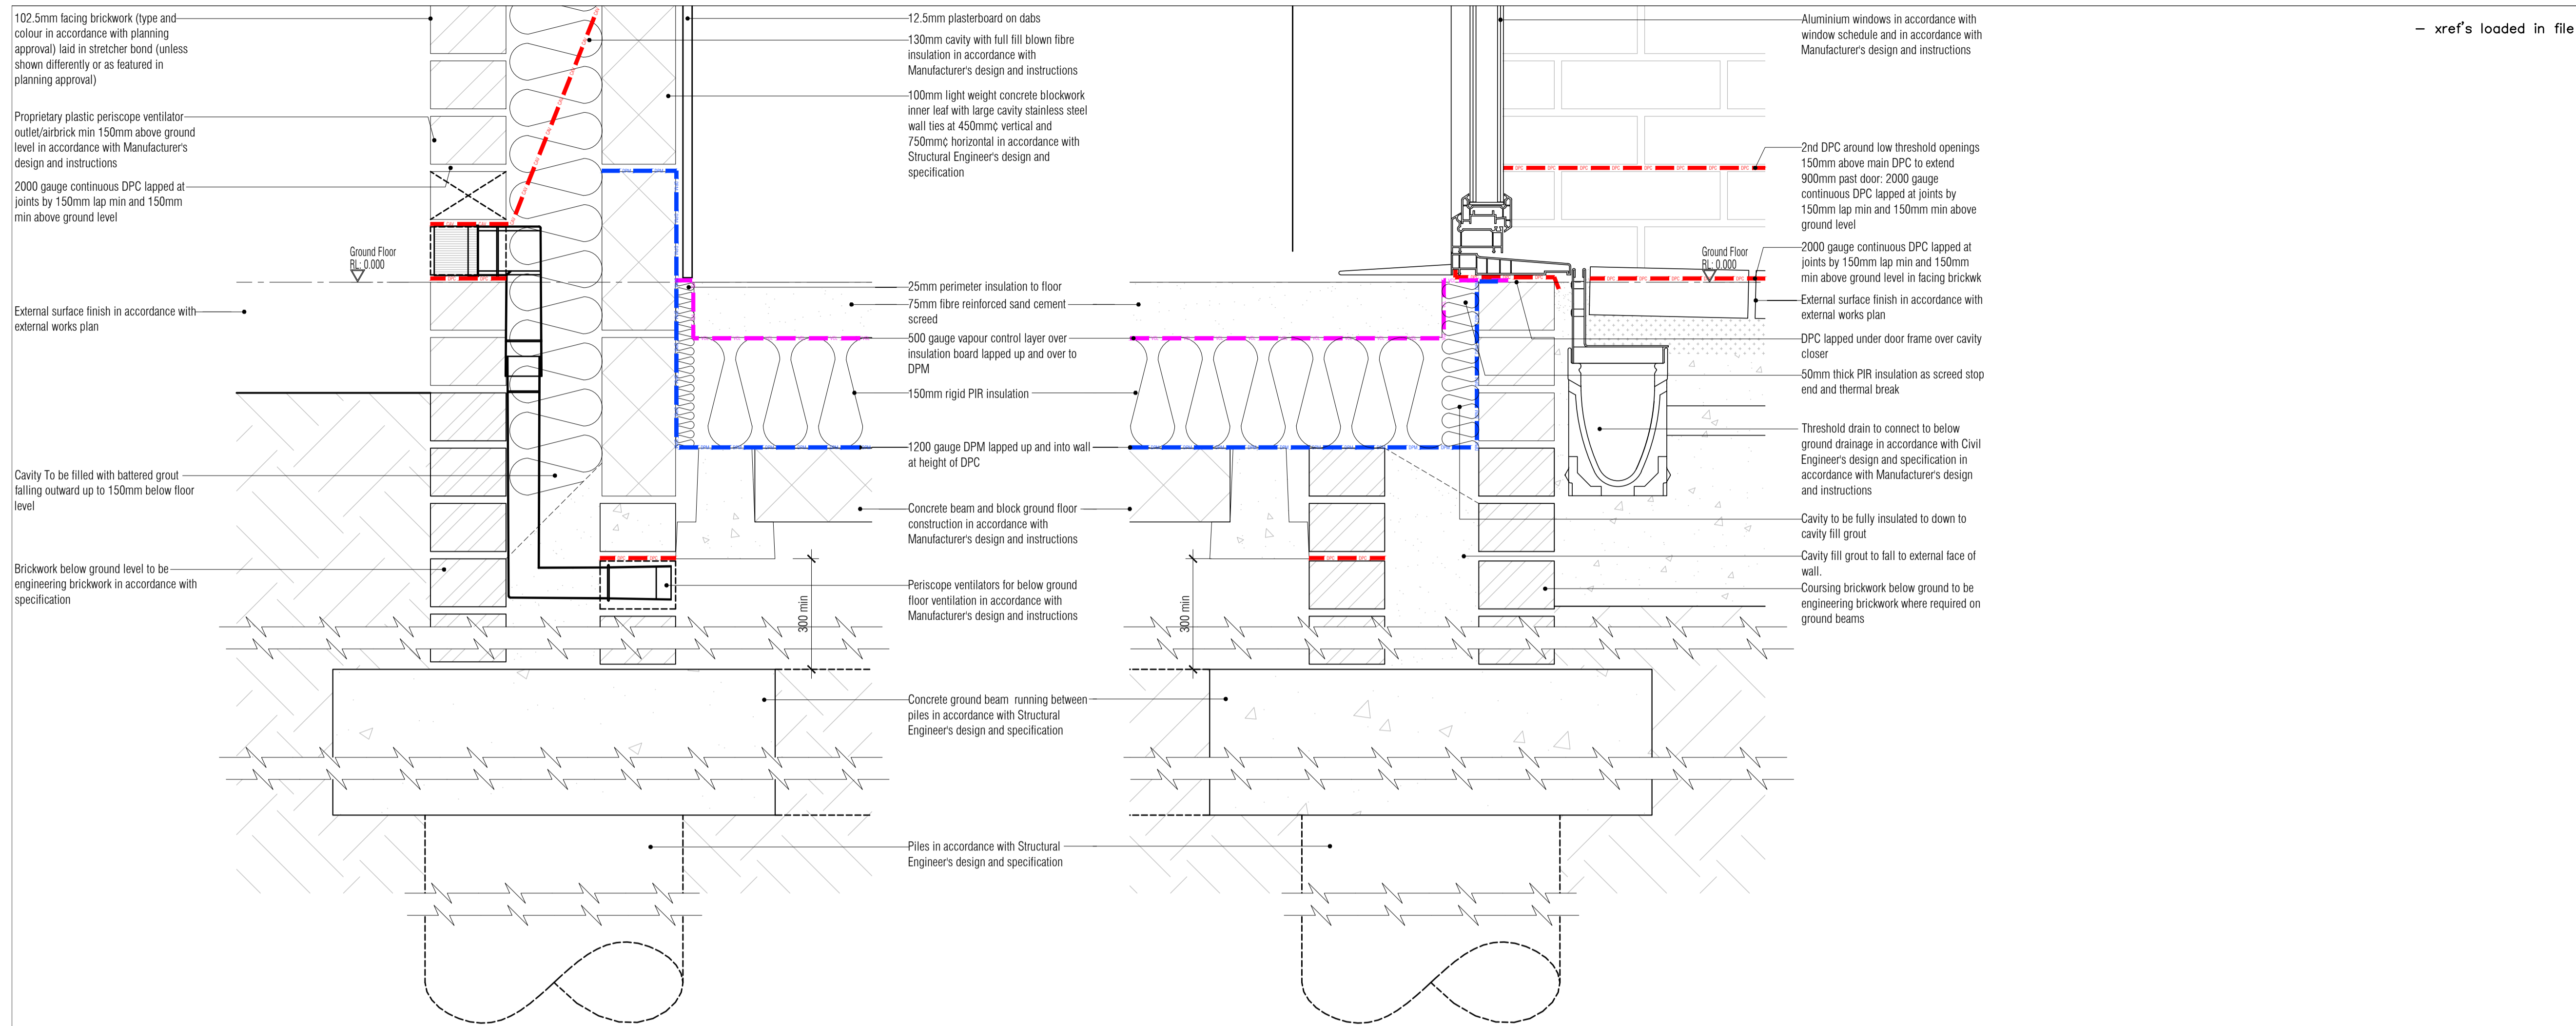 102.5mm facing brickwork (type and
colour in accordance with planning
approval) laid in stretcher bond (unless
shown differently or as featured in
planning approval)
Proprietary plastic periscope ventilator
outlet/airbrick min 150mm above ground
level in accordance with Manufacturer's
design and instructions
2000 gauge continuous DPC lapped at
joints by 150mm lap min and 150mm
min above ground level
Ground Floor
RL: 0.000
External surface finish in accordance with
external works plan
Cavity To be filled with battered grout
falling outward up to 150mm below floor
level
Brickwork below ground level to be
engineering brickwork in accordance with
specification
300 min
12.5mm plasterboard on dabs
130mm cavity with full fill blown fibre
insulation in accordance with
Manufacturer's design and instructions
100mm light weight concrete blockwork
inner leaf with large cavity stainless steel
wall ties at 450mm¢ vertical and
750mm¢ horizontal in accordance with
Structural Engineer's design and
specification
25mm perimeter insulation to floor
75mm fibre reinforced sand cement
screed
500 gauge vapour control layer over
insulation board lapped up and over to
DPM
150mm rigid PIR insulation
1200 gauge DPM lapped up and into wall
at height of DPC
Concrete beam and block ground floor
construction in accordance with
Manufacturer's design and instructions
Periscope ventilators for below ground
floor ventilation in accordance with
Manufacturer's design and instructions
Concrete ground beam running between
piles in accordance with Structural
Engineer's design and specification
Piles in accordance with Structural
Engineer's design and specification
300 min
Ground Floor
RL: 0.000
Aluminium windows in accordance with
window schedule and in accordance with
Manufacturer's design and instructions
2nd DPC around low threshold openings
150mm above main DPC to extend
900mm past door: 2000 gauge
continuous DPC lapped at joints by
150mm lap min and 150mm min above
ground level
2000 gauge continuous DPC lapped at
joints by 150mm lap min and 150mm
min above ground level in facing brickwk
External surface finish in accordance with
external works plan
DPC lapped under door frame over cavity
closer
50mm thick PIR insulation as screed stop
end and thermal break
Threshold drain to connect to below
ground drainage in accordance with Civil
Engineer's design and specification in
accordance with Manufacturer's design
and instructions
Cavity to be fully insulated to down to
cavity fill grout
Cavity fill grout to fall to external face of
wall.
Coursing brickwork below ground to be
engineering brickwork where required on
ground beams
- xref's loaded in file